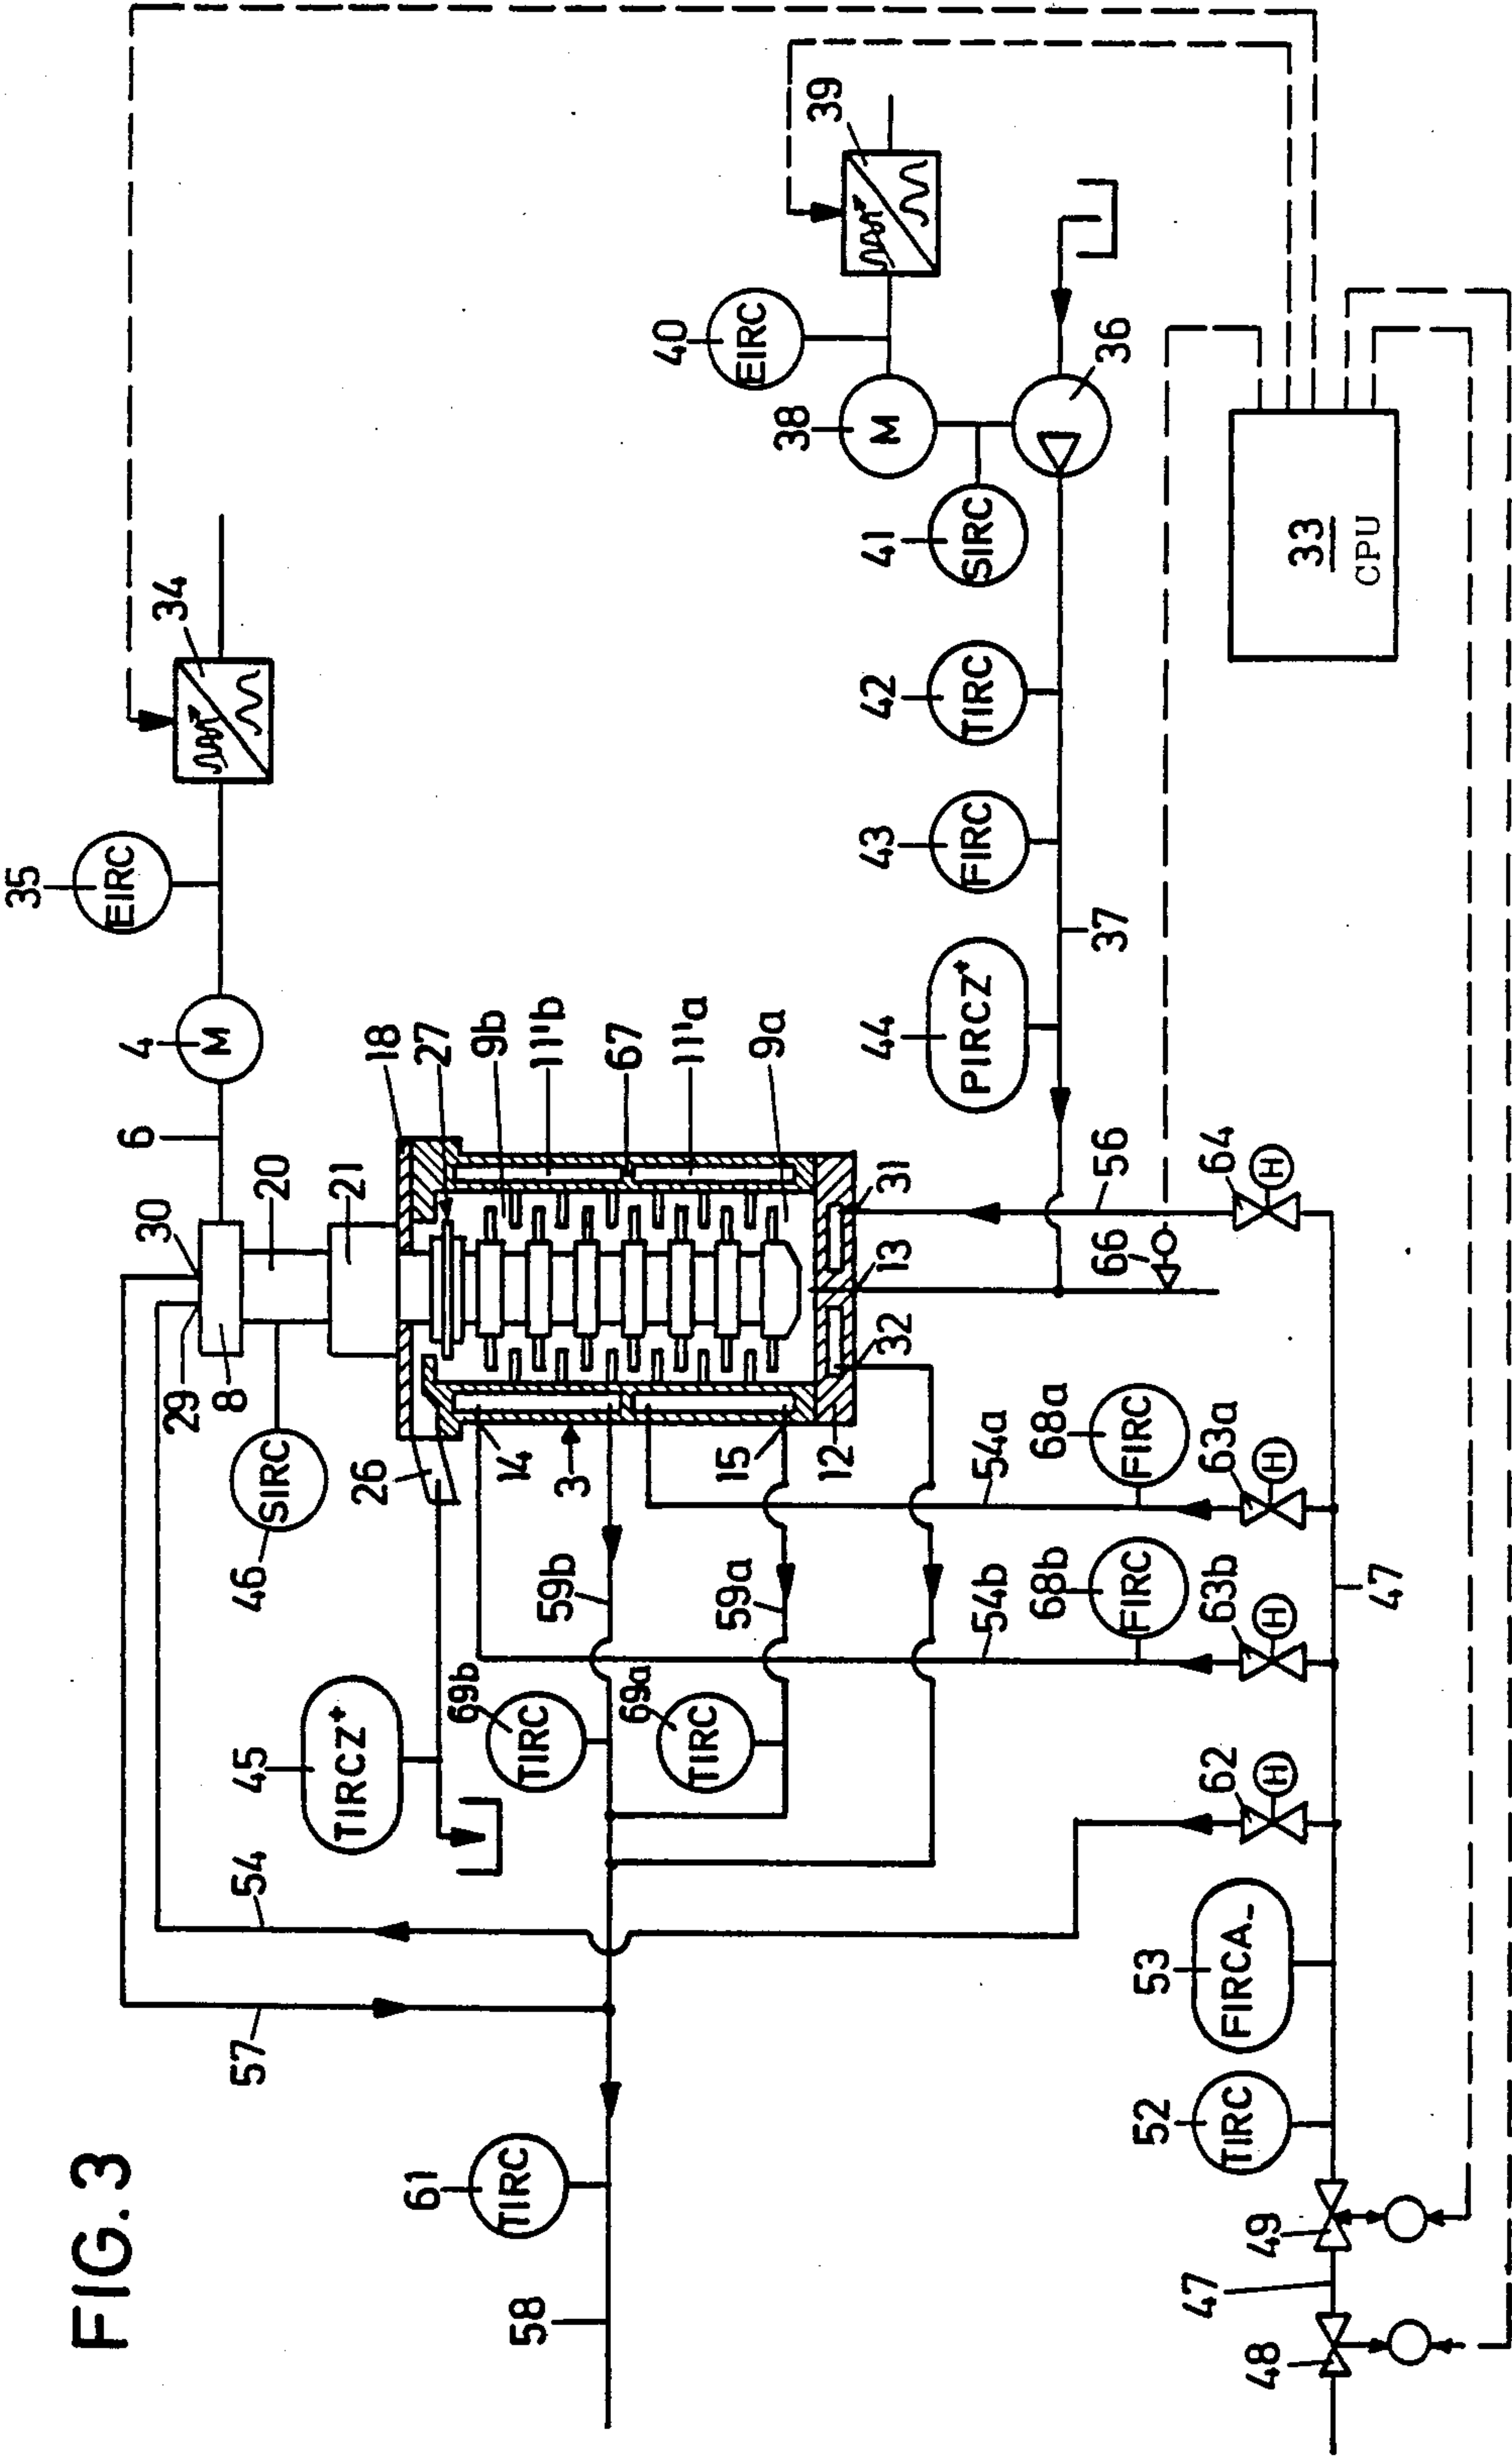 FIG. 3
35
EIRC
4
M
6
34
30
29
8
20
21
46
SIRC
57
54
45
TIRCZ+
26
18
27
9b
11'b
67
11'a
9a
14
3
15
12
61
TIRC
58
69b
TIRC
69a
TIRC
59b
59a
32
13
31
39
40
EIRC
38
M
36
41
SIRC
42
TIRC
43
FIRC
44
PIRCZ+
37
54b
54a
56
66
68b
FIRC
68a
FIRC
33
CPU
53
FIRCA-
52
TIRC
62
H
63b
H
63a
H
64
H
48
47
49
47